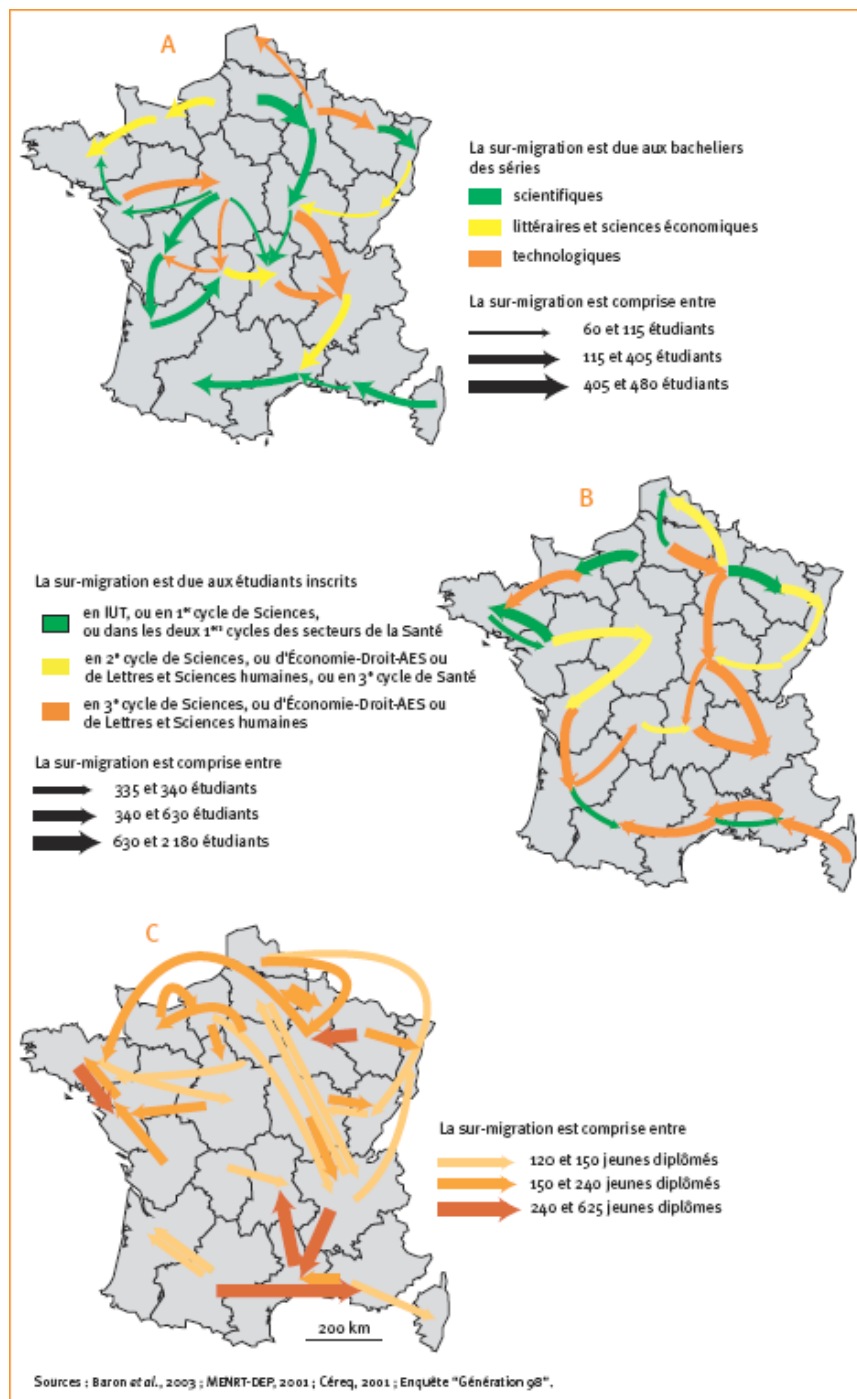 A
La sur-migration est due aux bacheliers
des séries
scientifiques
littéraires et sciences économiques
technologiques
La sur-migration est comprise entre
60 et 115 étudiants
115 et 405 étudiants
405 et 480 étudiants
B
La sur-migration est due aux étudiants inscrits
en IUT, ou en 1er cycle de Sciences,
ou dans les deux 1ers cycles des secteurs de la Santé
en 2e cycle de Sciences, ou d'Économie-Droit-AES ou
de Lettres et Sciences humaines, ou en 3e cycle de Santé
en 3e cycle de Sciences, ou d'Économie-Droit-AES ou
de Lettres et Sciences humaines
La sur-migration est comprise entre
335 et 340 étudiants
340 et 630 étudiants
630 et 2 180 étudiants
C
La sur-migration est comprise entre
120 et 150 jeunes diplômés
150 et 240 jeunes diplômés
240 et 625 jeunes diplômes
200 km
Sources ; Baron et al., 2003 ; MENRT-DEP, 2001 ; Céreq, 2001 ; Enquête "Génération 98".